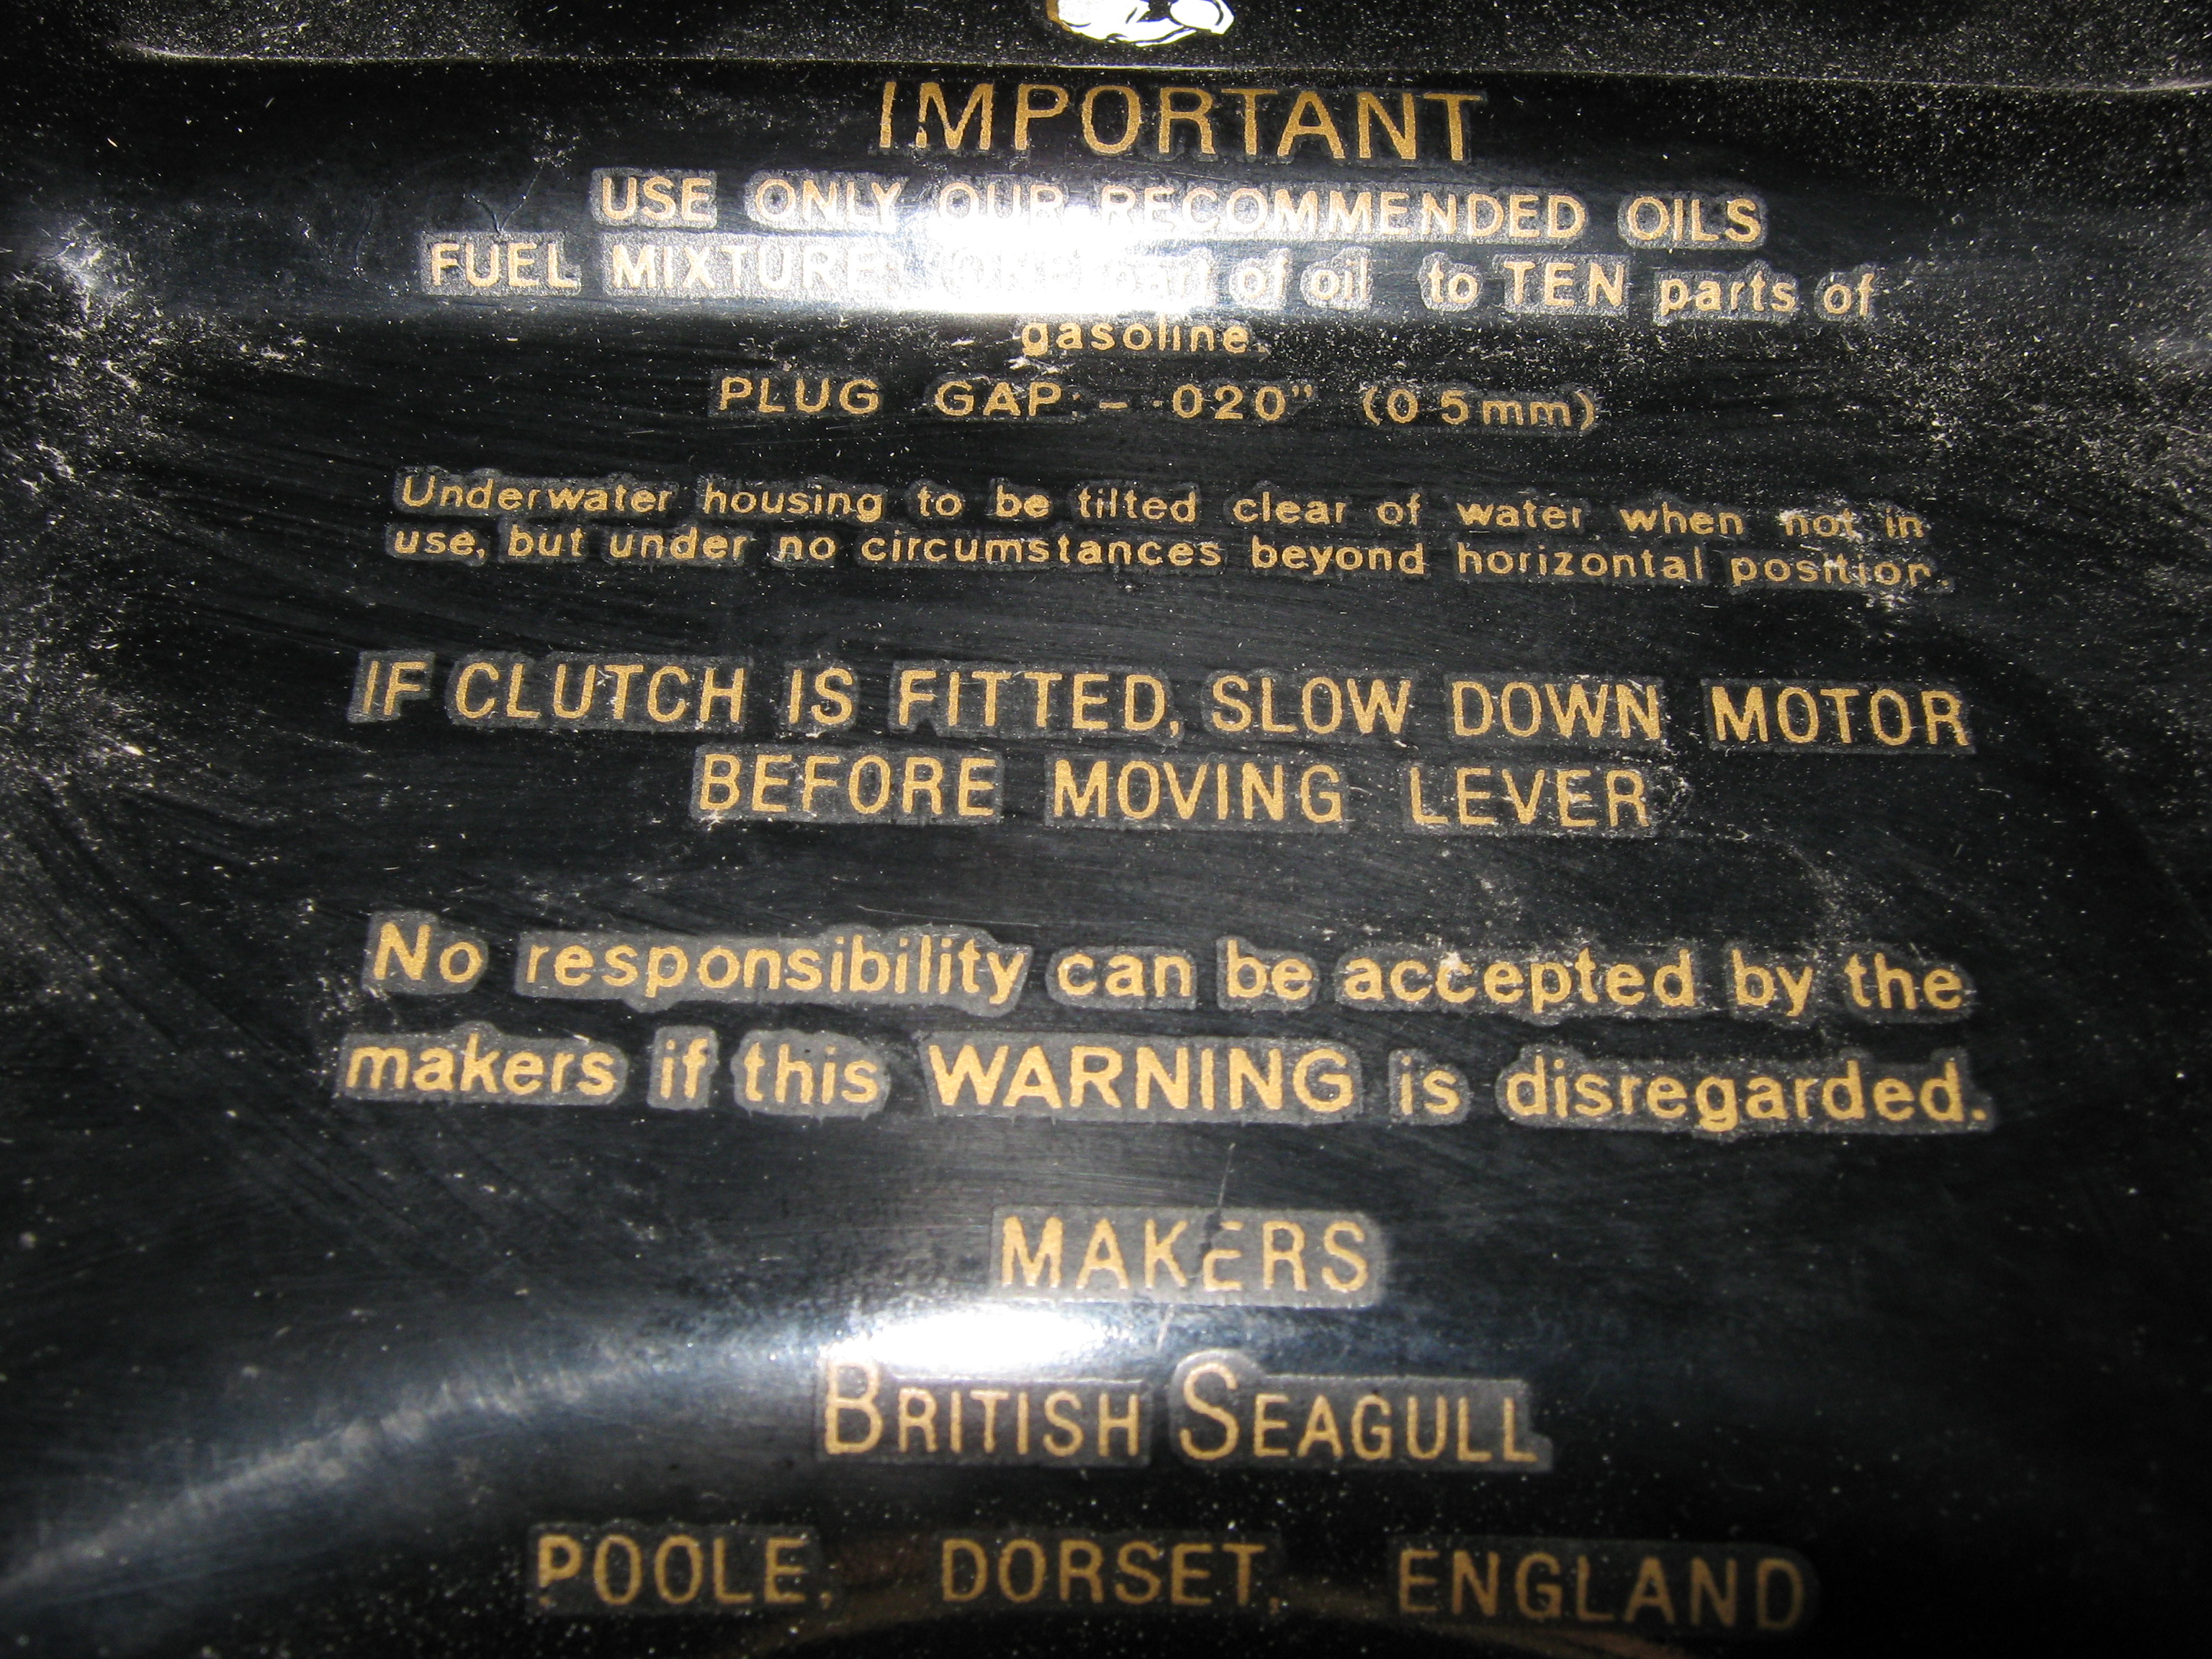 IMPORTANT
USE ONLY OUR RECOMMENDED OILS
FUEL MIXTURE: ONE part of oil to TEN parts of
gasoline.
PLUG GAP:- ·020" (0·5mm)
Underwater housing to be tilted clear of water when not in
use, but under no circumstances beyond horizontal position.
IF CLUTCH IS FITTED, SLOW DOWN MOTOR
BEFORE MOVING LEVER
No responsibility can be accepted by the
makers if this WARNING is disregarded.
MAKERS
BRITISH SEAGULL
POOLE, DORSET, ENGLAND